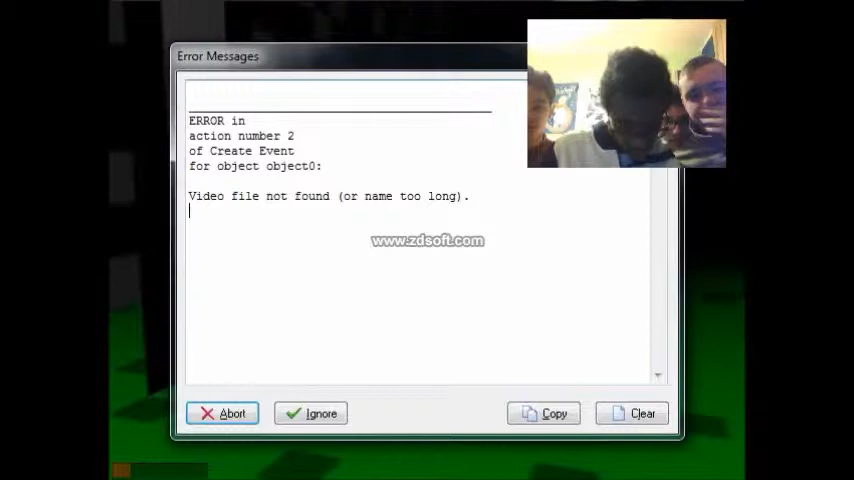 Error Messages
ERROR in
action number 2
of Create Event
for object object0:
Video file not found (or name too long).
www.zdsoft.com
Abort
Ignore
Copy
Clear